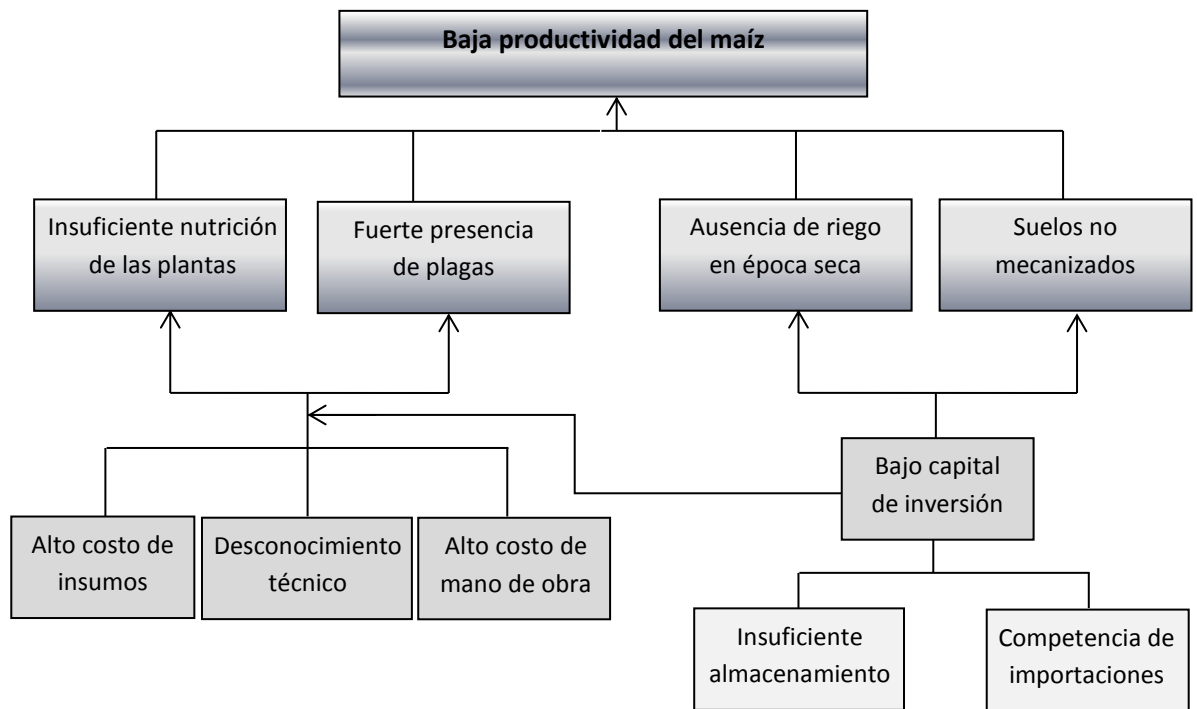 Baja productividad del maíz
Insuficiente nutrición
de las plantas
Fuerte presencia
de plagas
Ausencia de riego
en época seca
Suelos no
mecanizados
Bajo capital
de inversión
Alto costo de
insumos
Desconocimiento
técnico
Alto costo de
mano de obra
Insuficiente
almacenamiento
Competencia de
importaciones